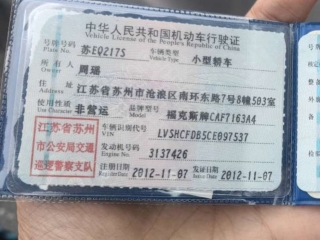 中华人民共和国机动车行驶证
Vehicle License of the People's Republic of China
号牌号码 苏EQ2175 车辆类型 小型轿车
Plate No. Vehicle Type
所有人 周瑶
Owner
住址 江苏省苏州市沧浪区南环东路7号8幢503室
Address
使用性质 非营运 品牌型号 福克斯牌CAF7163A4
Use Character Model
江苏省苏州市公安局交通巡逻警察支队
车辆识别代号 LVSHCFDB5CE097537
VIN
发动机号码 3137426
Engine No.
注册日期 2012-11-07 发证日期 2012-11-07
Register Date Issue Date